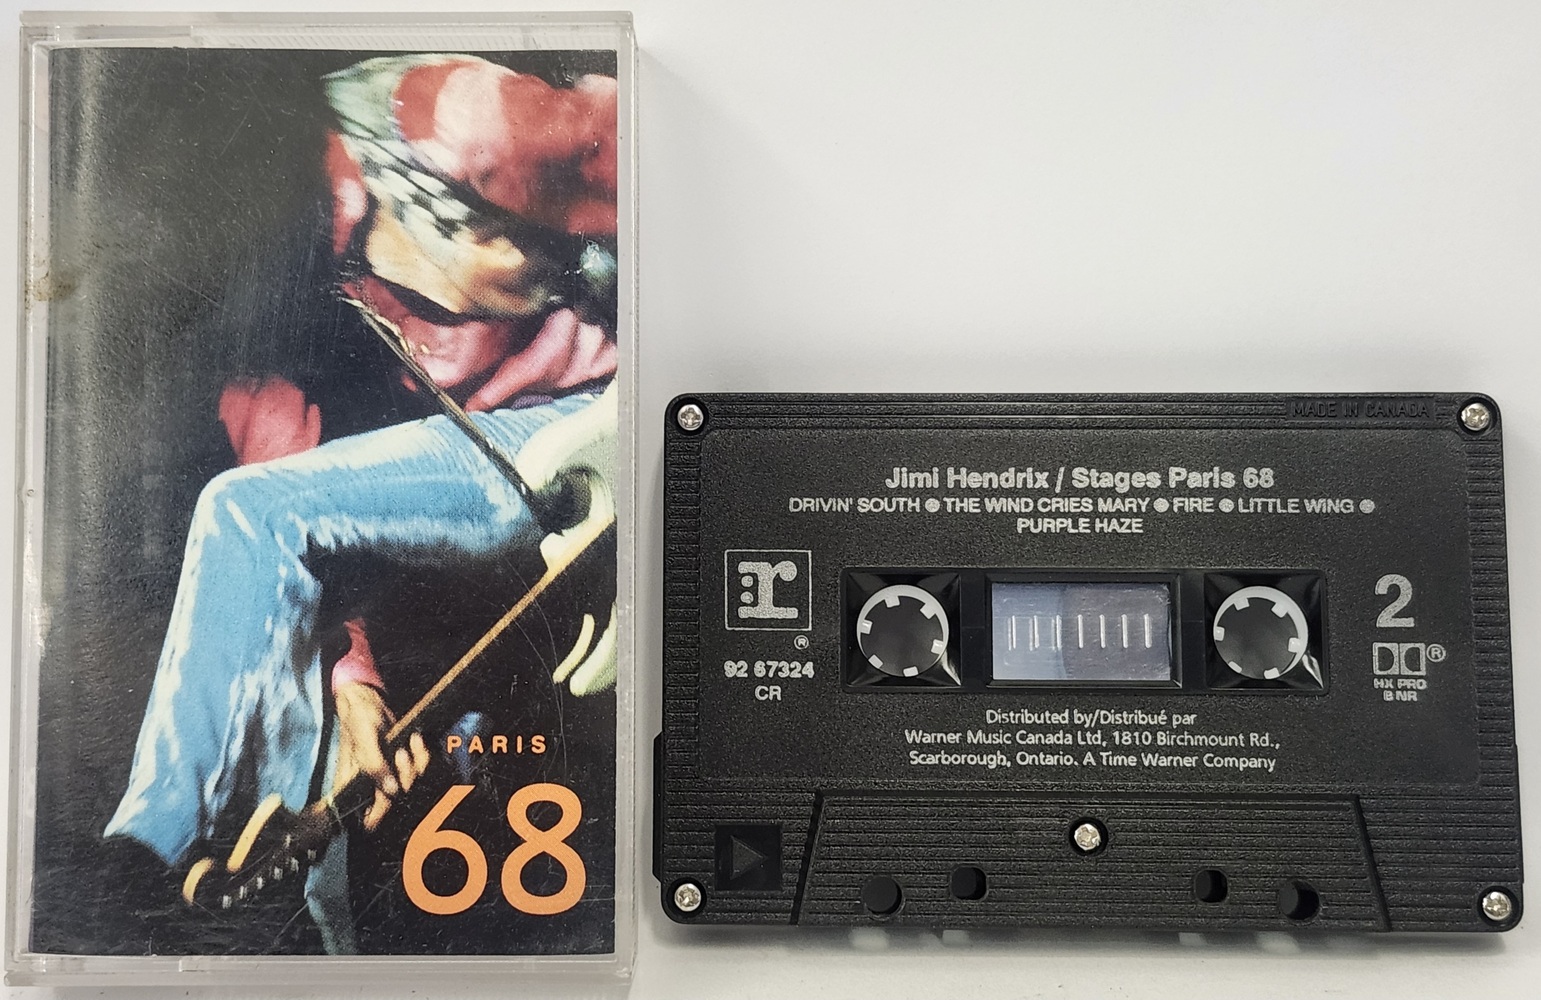 PARIS
68
MADE IN CANADA
Jimi Hendrix / Stages Paris 68
DRIVIN' SOUTH ● THE WIND CRIES MARY ● FIRE ● LITTLE WING ●
PURPLE HAZE
r
®
92 67324
CR
2
®
HX PRO
B NR
Distributed by/Distribué par
Warner Music Canada Ltd, 1810 Birchmount Rd.,
Scarborough, Ontario. A Time Warner Company